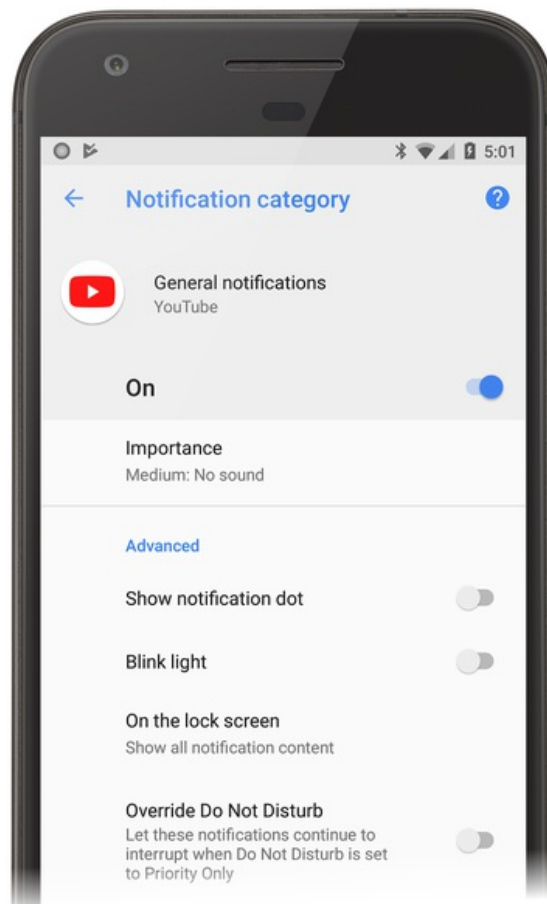 5:01
Notification category
?
General notifications
YouTube
On
Importance
Medium: No sound
Advanced
Show notification dot
Blink light
On the lock screen
Show all notification content
Override Do Not Disturb
Let these notifications continue to
interrupt when Do Not Disturb is set
to Priority Only